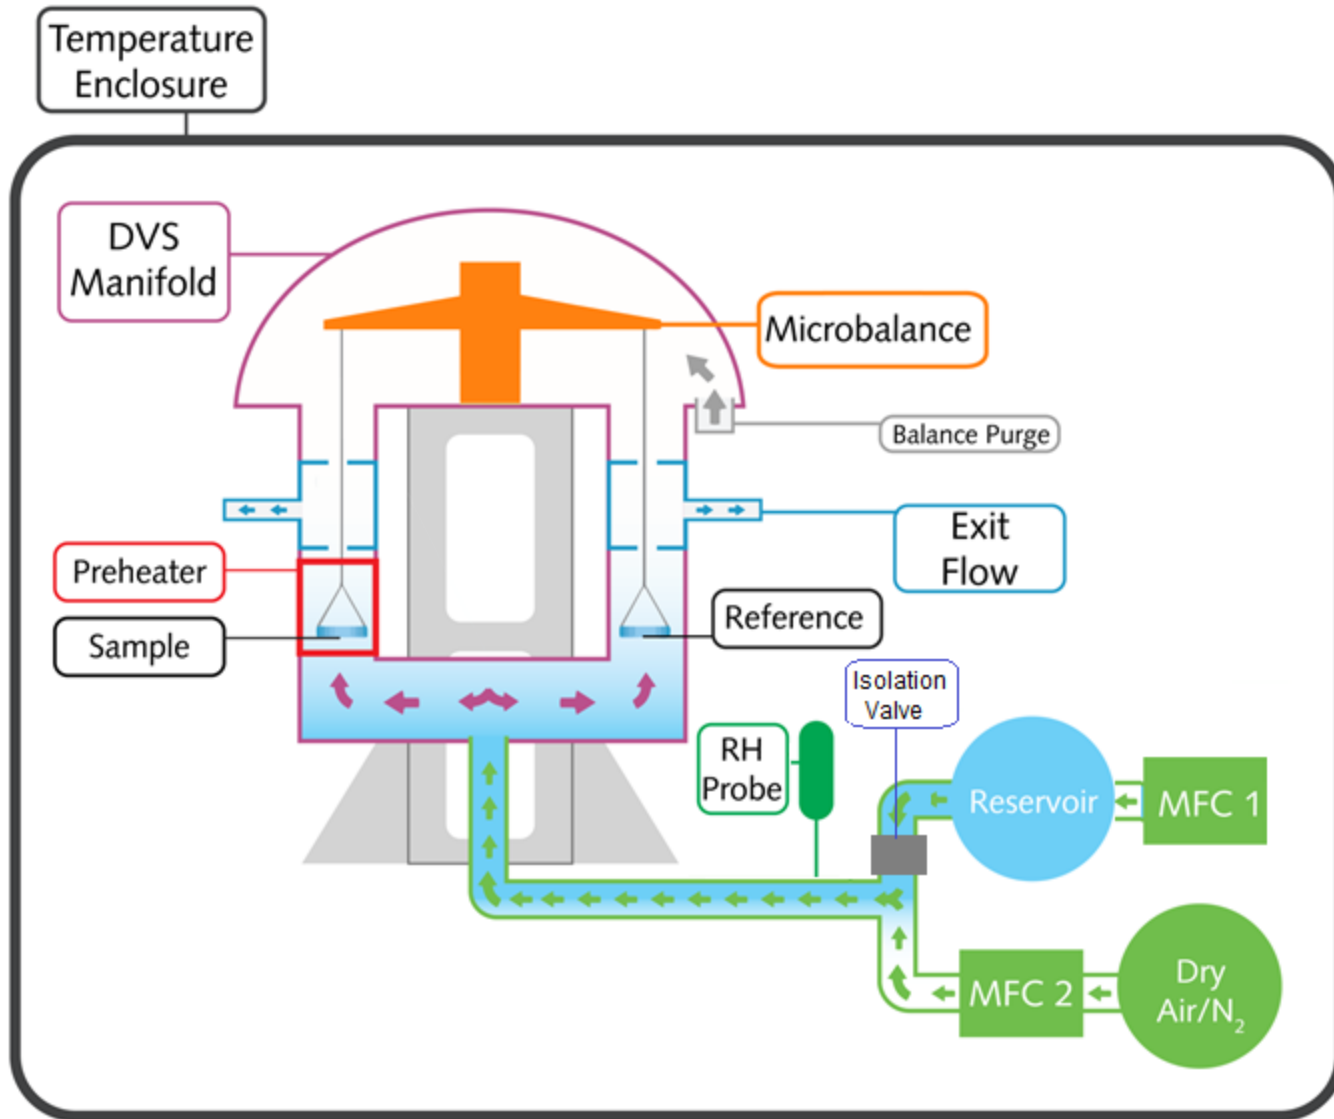 Temperature
Enclosure
DVS
Manifold
Microbalance
Balance Purge
Exit
Flow
Preheater
Sample
Reference
Isolation
Valve
RH
Probe
Reservoir
MFC 1
MFC 2
Dry
Air/N₂